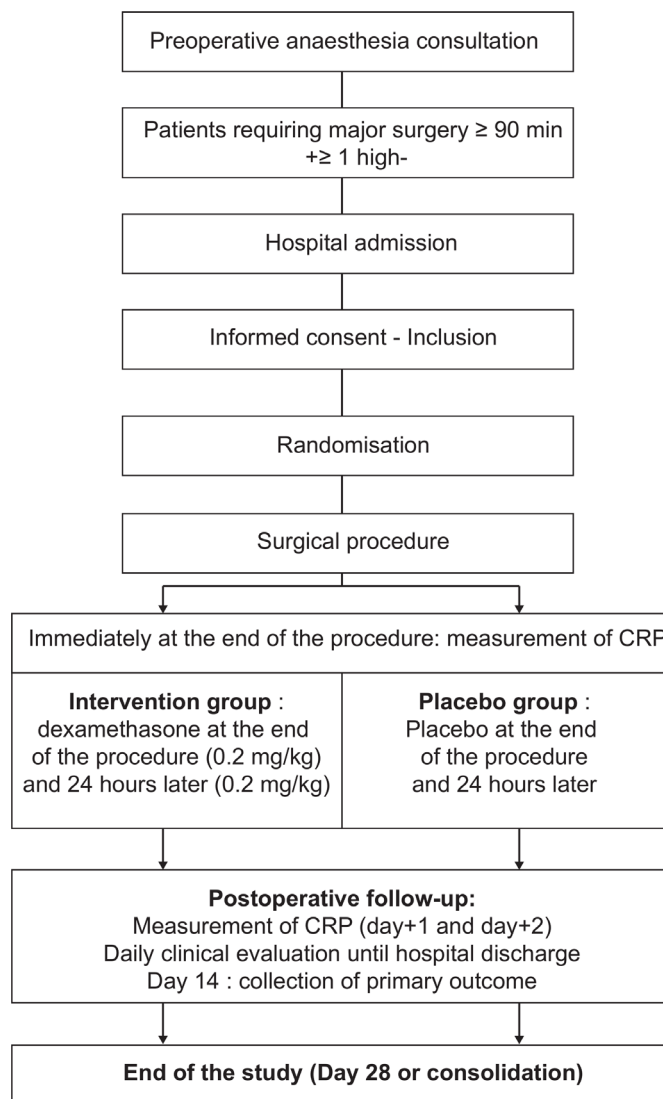 Preoperative anaesthesia consultation
Patients requiring major surgery ≥ 90 min
+≥ 1 high-
Hospital admission
Informed consent - Inclusion
Randomisation
Surgical procedure
Immediately at the end of the procedure: measurement of CRP
Intervention group :
dexamethasone at the end
of the procedure (0.2 mg/kg)
and 24 hours later (0.2 mg/kg)
Placebo group :
Placebo at the end
of the procedure
and 24 hours later
Postoperative follow-up:
Measurement of CRP (day+1 and day+2)
Daily clinical evaluation until hospital discharge
Day 14 : collection of primary outcome
End of the study (Day 28 or consolidation)